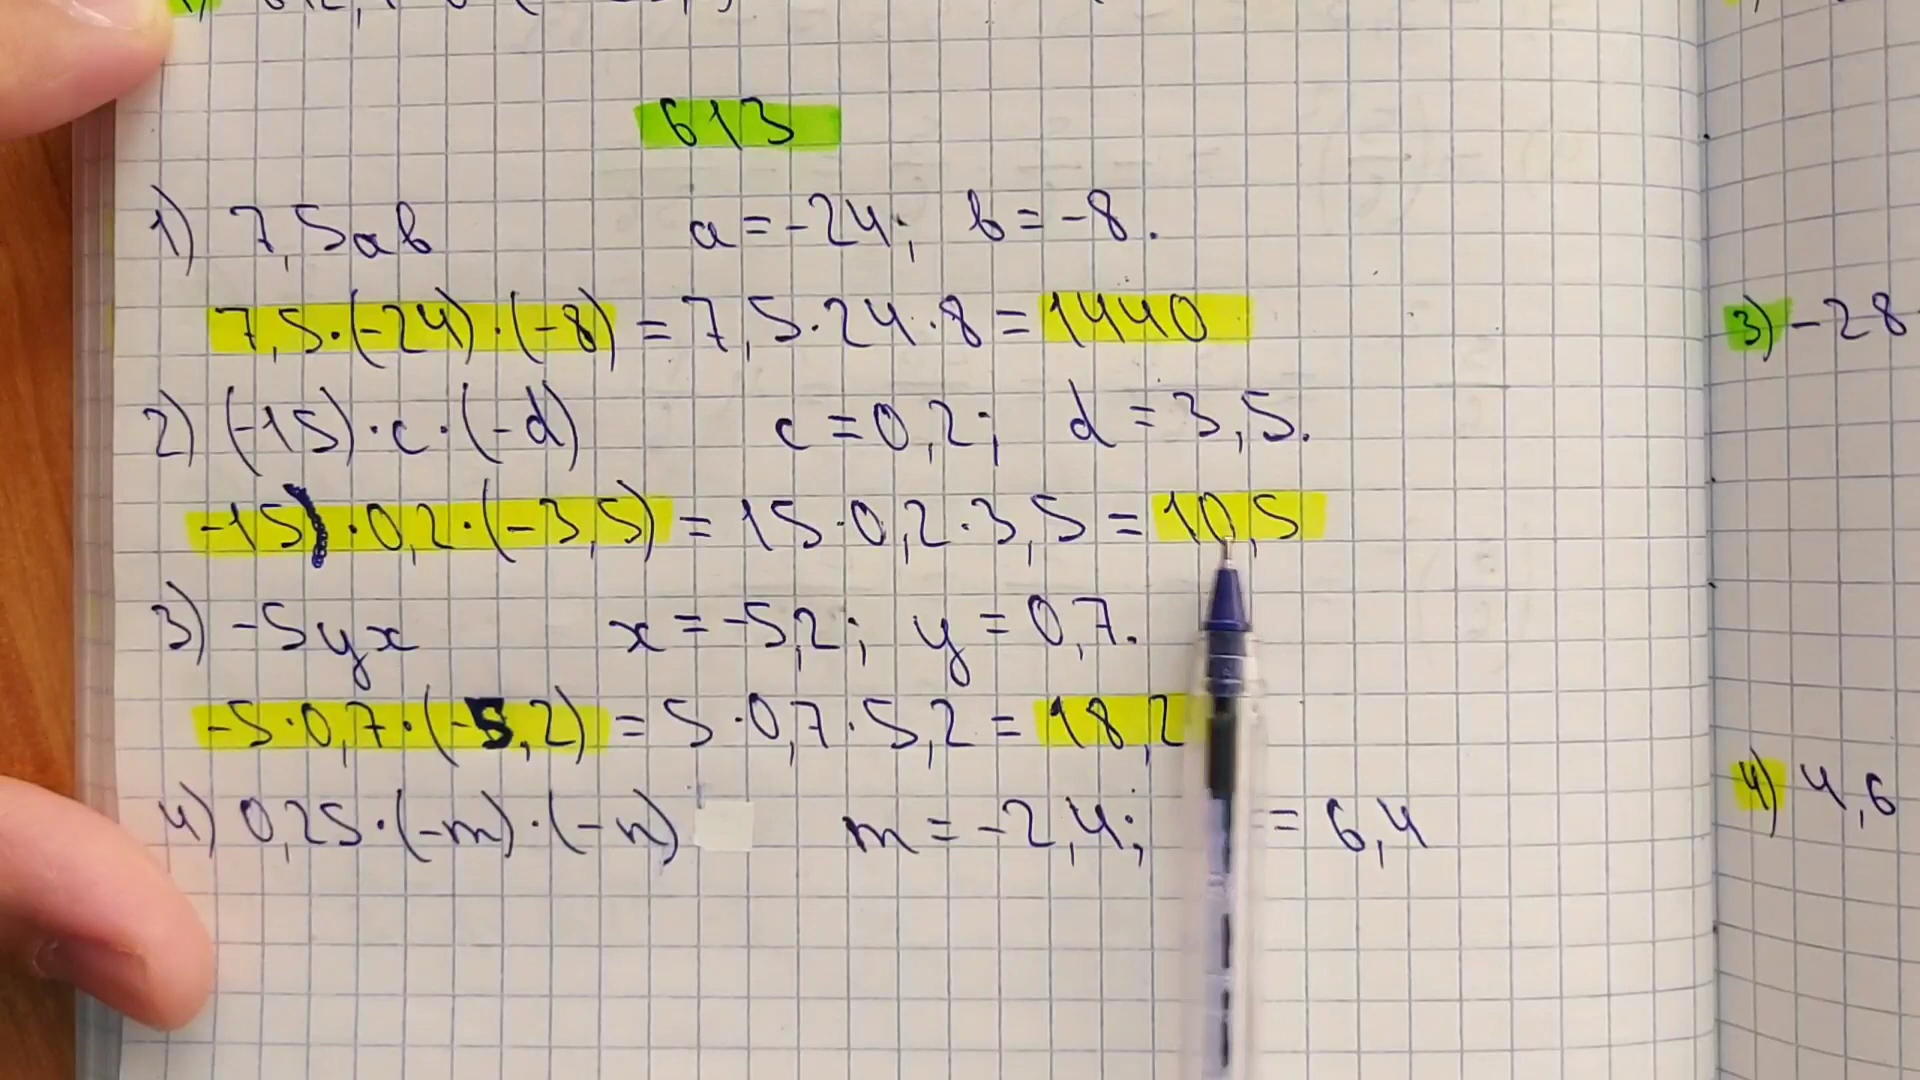 613
1) 7,5ab a = -24; b = -8.
7,5·(-24)·(-8) = 7,5·24·8 = 1440
2) (-15)·c·(-d) c = 0,2; d = 3,5.
-15)·0,2·(-3,5) = 15·0,2·3,5 = 10,5
3) -5yx x = -5,2; y = 0,7.
-5·0,7·(-5,2) = 5·0,7·5,2 = 18,2
4) 0,25·(-m)·(-n) m = -2,4; = 6,4
3) -28
4) 4,6